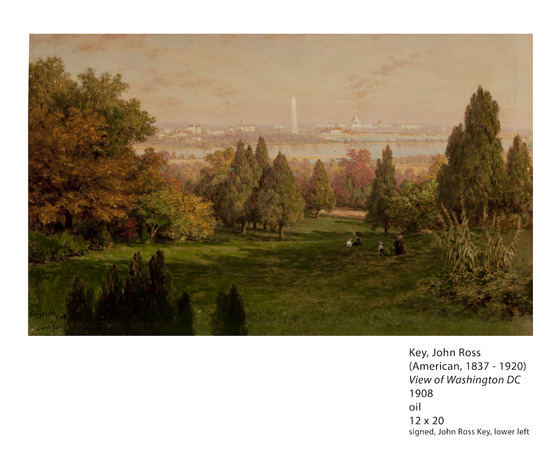 Key, John Ross
(American, 1837 - 1920)
View of Washington DC
1908
oil
12 x 20
signed, John Ross Key, lower left